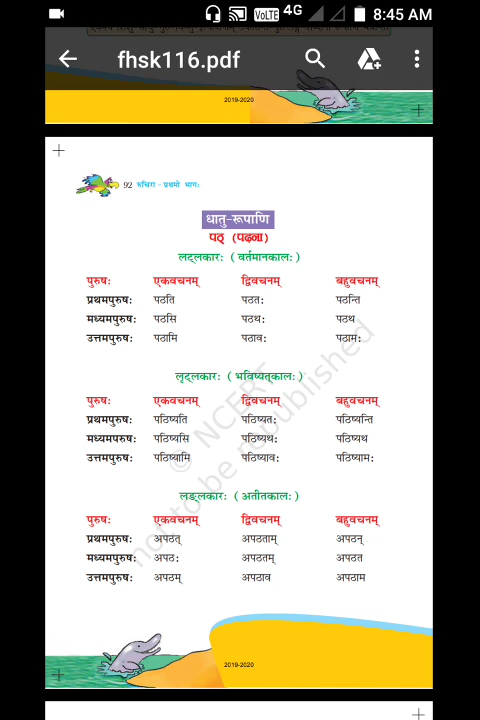 4G 8:45 AM
VoLTE
fhsk116.pdf
2019-2020
92 रुचिरा - प्रथमो भागः
धातु-रूपाणि
पठ् (पढ़ना)
लट्लकारः (वर्तमानकालः)
पुरुषः एकवचनम् द्विवचनम् बहुवचनम्
प्रथमपुरुषः पठति पठतः पठन्ति
मध्यमपुरुषः पठसि पठथः पठथ
उत्तमपुरुषः पठामि पठावः पठामः
लृट्लकारः (भविष्यत्कालः)
पुरुषः एकवचनम् द्विवचनम् बहुवचनम्
प्रथमपुरुषः पठिष्यति पठिष्यतः पठिष्यन्ति
मध्यमपरुषः पठिष्यसि पठिष्यथः पठिष्यथ
उत्तमपुरुषः पठिष्यामि पठिष्यावः पठिष्यामः
लङ्लकारः (अतीतकालः)
पुरुषः एकवचनम् द्विवचनम् बहुवचनम्
प्रथमपुरुषः अपठत् अपठताम् अपठन्
मध्यमपुरुषः अपठः अपठतम् अपठत
उत्तमपुरुषः अपठम् अपठाव अपठाम
© NCERT
not to be republished
2019-2020